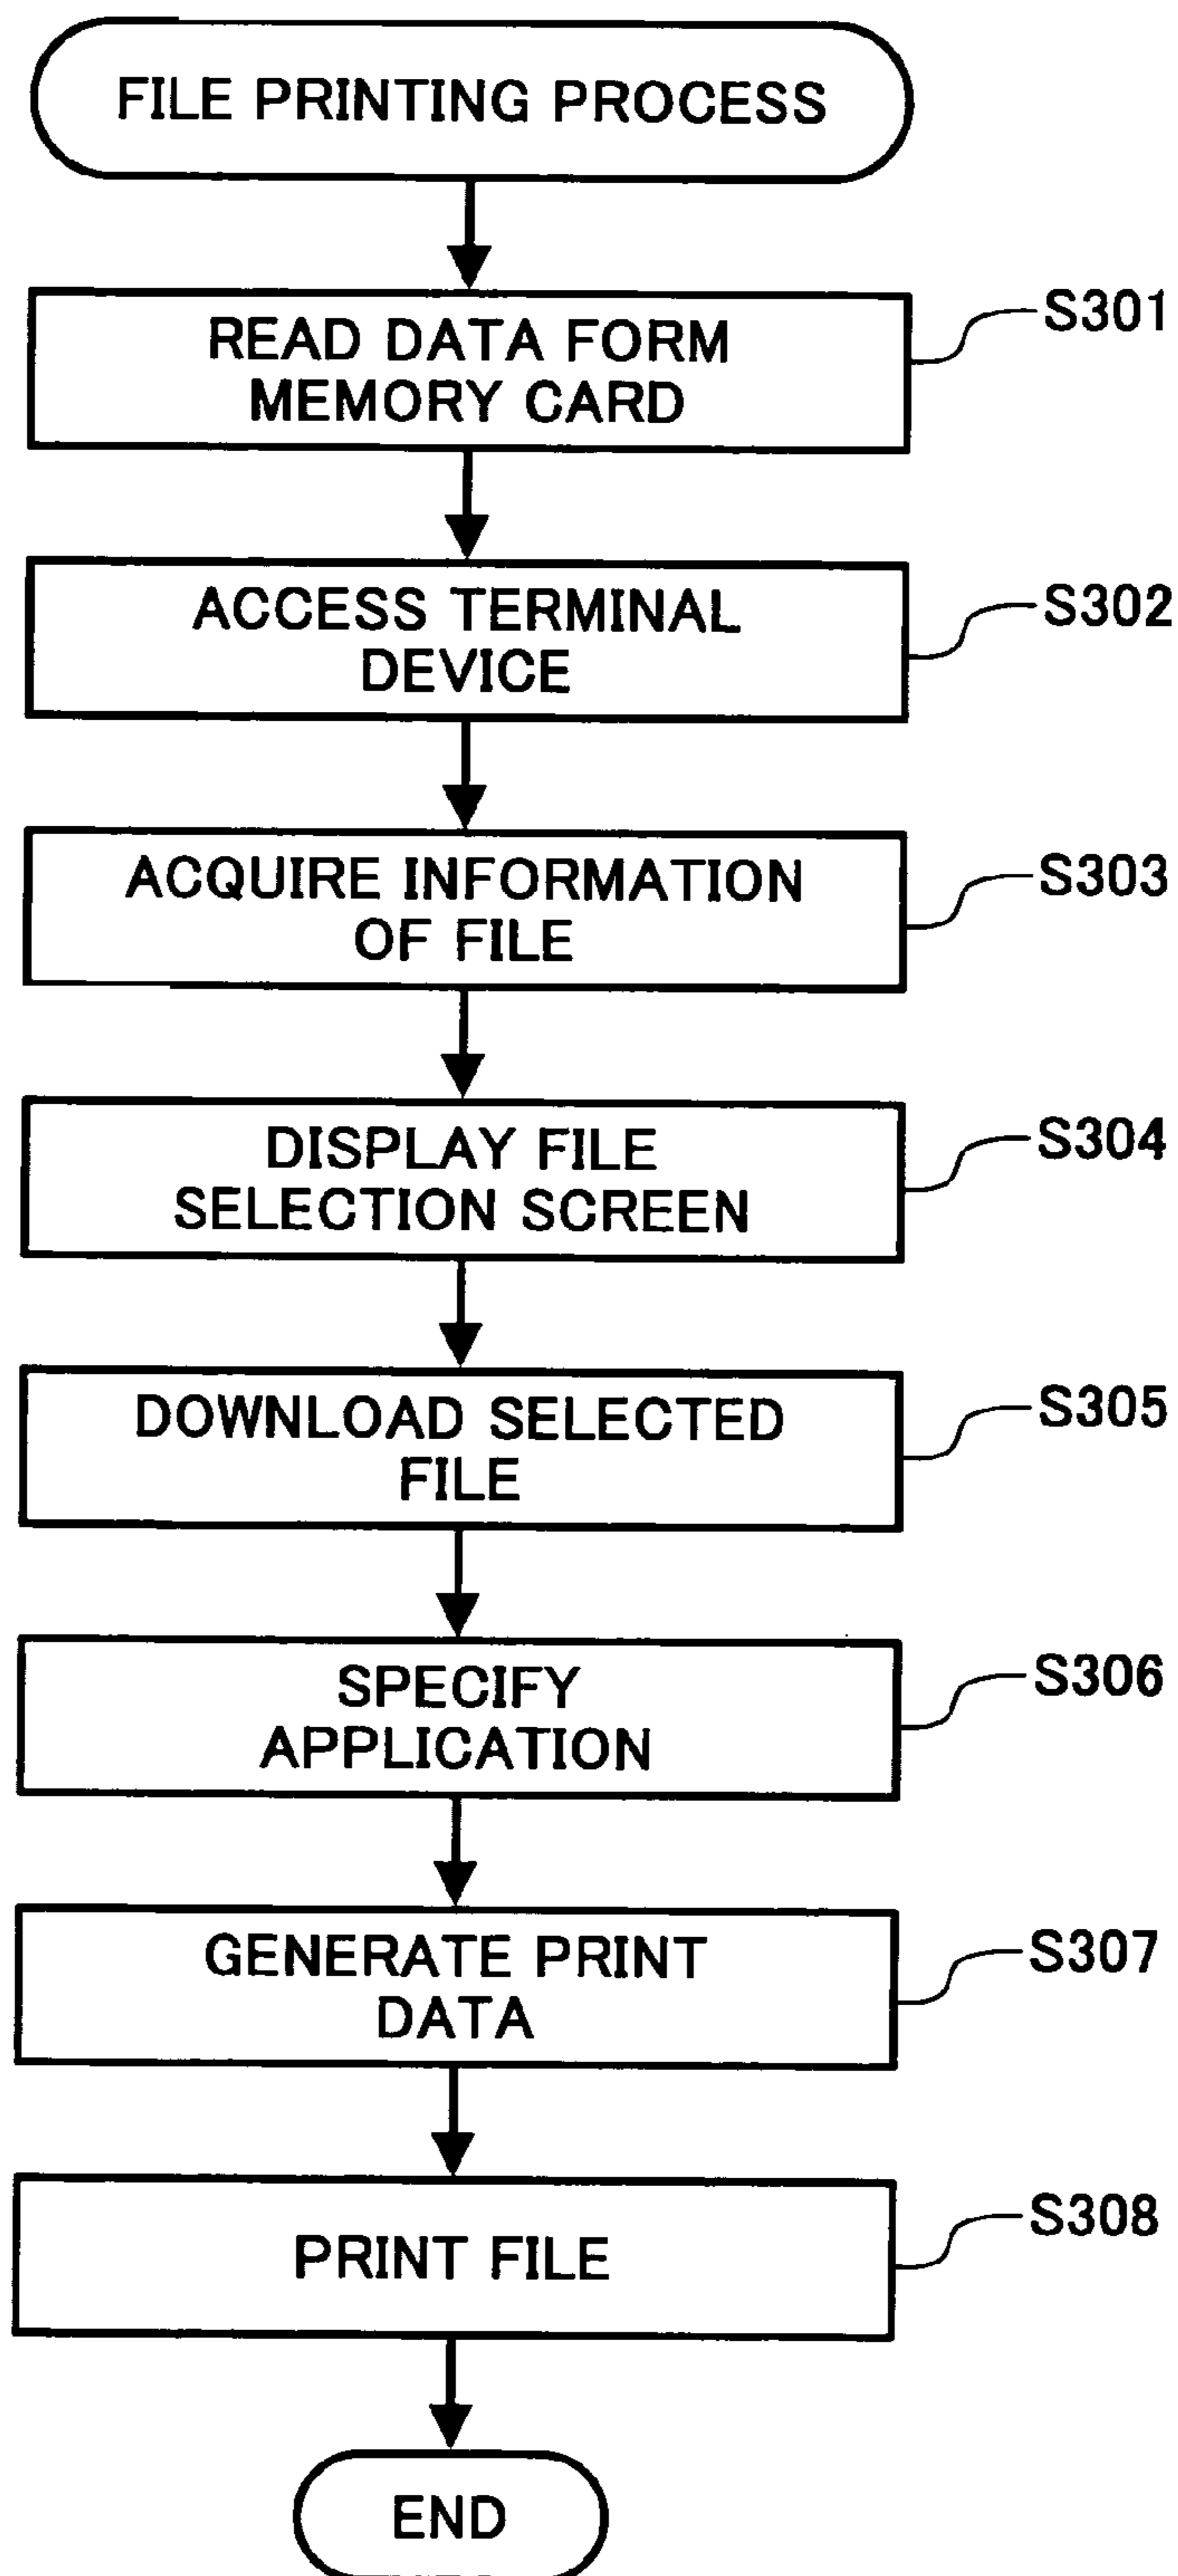 FILE PRINTING PROCESS
READ DATA FORM
MEMORY CARD
S301
ACCESS TERMINAL
DEVICE
S302
ACQUIRE INFORMATION
OF FILE
S303
DISPLAY FILE
SELECTION SCREEN
S304
DOWNLOAD SELECTED
FILE
S305
SPECIFY
APPLICATION
S306
GENERATE PRINT
DATA
S307
PRINT FILE
S308
END